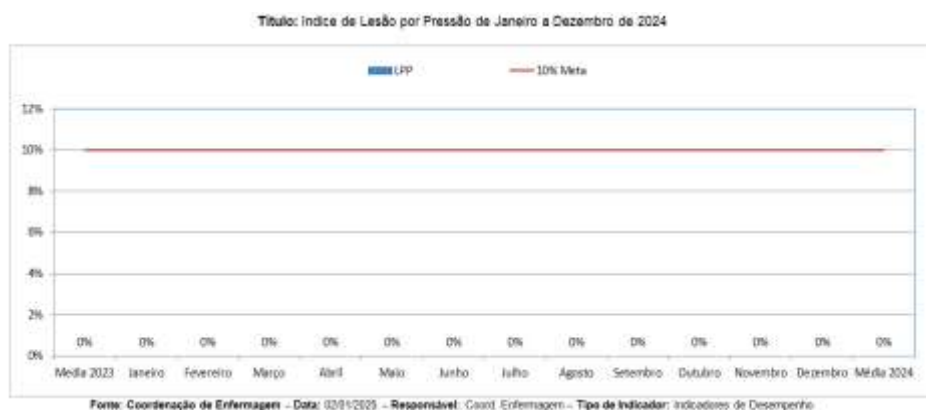 Título: Indice de Lesão por Pressão de Janeiro a Dezembro de 2024
LPP 10% Meta
12%
10%
8%
6%
4%
2%
0% 0% 0% 0% 0% 0% 0% 0% 0% 0% 0% 0% 0% 0%
0%
Media 2023 Janeiro Fevereiro Março Abril Maio Junho Julho Agosto Setembro Outubro Novembro Dezembro Média 2024
Fonte: Coordenação de Enfermagem – Data: 02/01/2025 – Responsável: Coord. Enfermagem – Tipo de Indicador: Indicadores de Desempenho